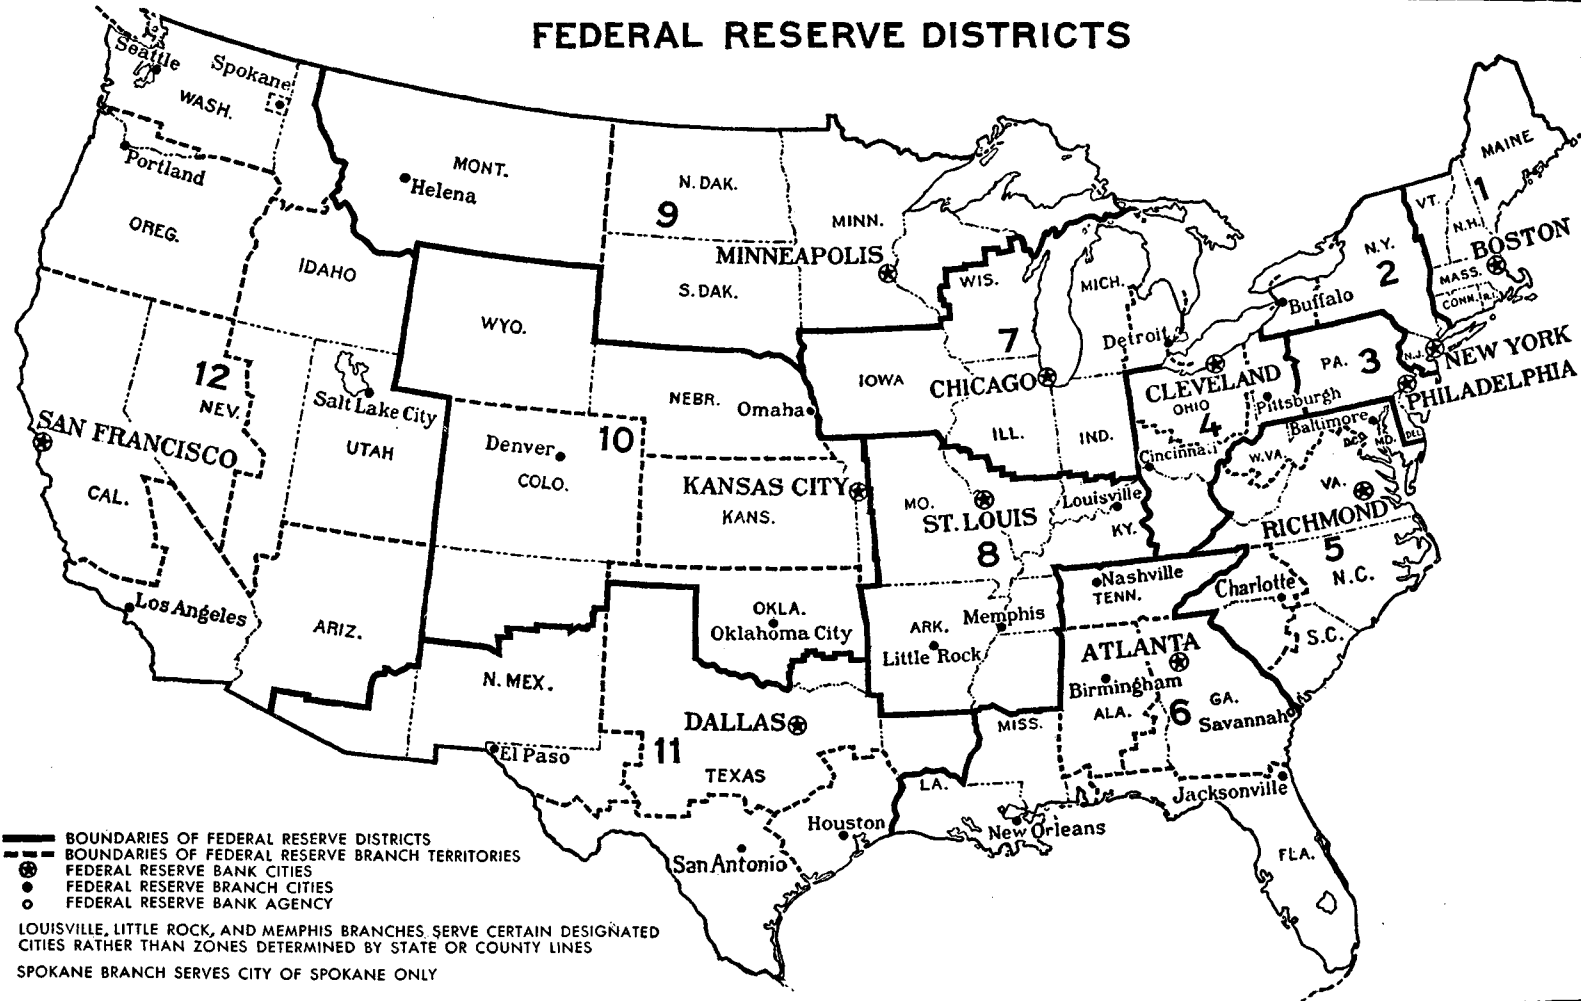 FEDERAL RESERVE DISTRICTS
Seattle
Spokane
WASH.
Portland
OREG.
MONT.
Helena
IDAHO
N. DAK.
9
S. DAK.
MINN.
MINNEAPOLIS
WYO.
WIS.
MICH.
7
Detroit
MAINE
VT.
1
N.H.
BOSTON
MASS.
CONN.
R.I.
N.Y.
2
Buffalo
NEW YORK
N.J.
PA. 3
PHILADELPHIA
12
NEV.
SAN FRANCISCO
CAL.
Los Angeles
Salt Lake City
UTAH
ARIZ.
NEBR.
Omaha
IOWA
CHICAGO
ILL.
IND.
CLEVELAND
OHIO
4
Cincinnati
Pittsburgh
Baltimore
D.C.
MD.
DEL.
W.VA.
VA.
RICHMOND
5
N.C.
Charlotte
S.C.
Denver
10
COLO.
KANSAS CITY
KANS.
MO.
ST. LOUIS
8
Louisville
KY.
Nashville
TENN.
Memphis
ARK.
Little Rock
OKLA.
Oklahoma City
N. MEX.
El Paso
DALLAS
11
TEXAS
Houston
San Antonio
LA.
New Orleans
MISS.
ATLANTA
Birmingham
ALA.
6
GA.
Savannah
Jacksonville
FLA.
BOUNDARIES OF FEDERAL RESERVE DISTRICTS
BOUNDARIES OF FEDERAL RESERVE BRANCH TERRITORIES
FEDERAL RESERVE BANK CITIES
FEDERAL RESERVE BRANCH CITIES
FEDERAL RESERVE BANK AGENCY
LOUISVILLE, LITTLE ROCK, AND MEMPHIS BRANCHES SERVE CERTAIN DESIGNATED
CITIES RATHER THAN ZONES DETERMINED BY STATE OR COUNTY LINES
SPOKANE BRANCH SERVES CITY OF SPOKANE ONLY